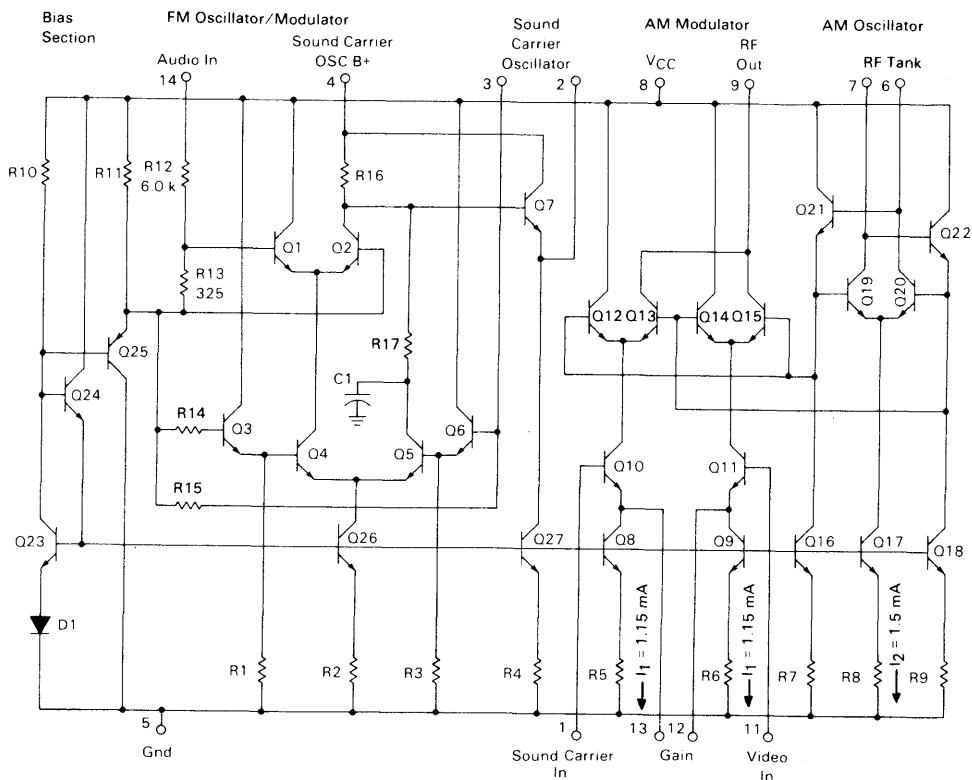 Bias Section
FM Oscillator/Modulator
Sound Carrier OSC B+
Audio In
Sound Carrier Oscillator
AM Modulator
VCC
RF Out
AM Oscillator
RF Tank
14
4
3
2
8
9
7
6
R10
R11
R12
6.0 k
R16
Q7
Q21
Q22
Q1
Q2
R13
325
Q19
Q20
Q12
Q13
Q14
Q15
Q25
R17
Q24
C1
R14
Q3
Q4
Q5
Q6
Q10
Q11
R15
Q23
Q26
Q27
Q8
Q9
Q16
Q17
Q18
D1
R1
R2
R3
R4
R5
I1 = 1.15 mA
R6
I1 = 1.15 mA
R7
R8
I2 = 1.5 mA
R9
5
Gnd
1
13
12
11
Sound Carrier In
Gain
Video In